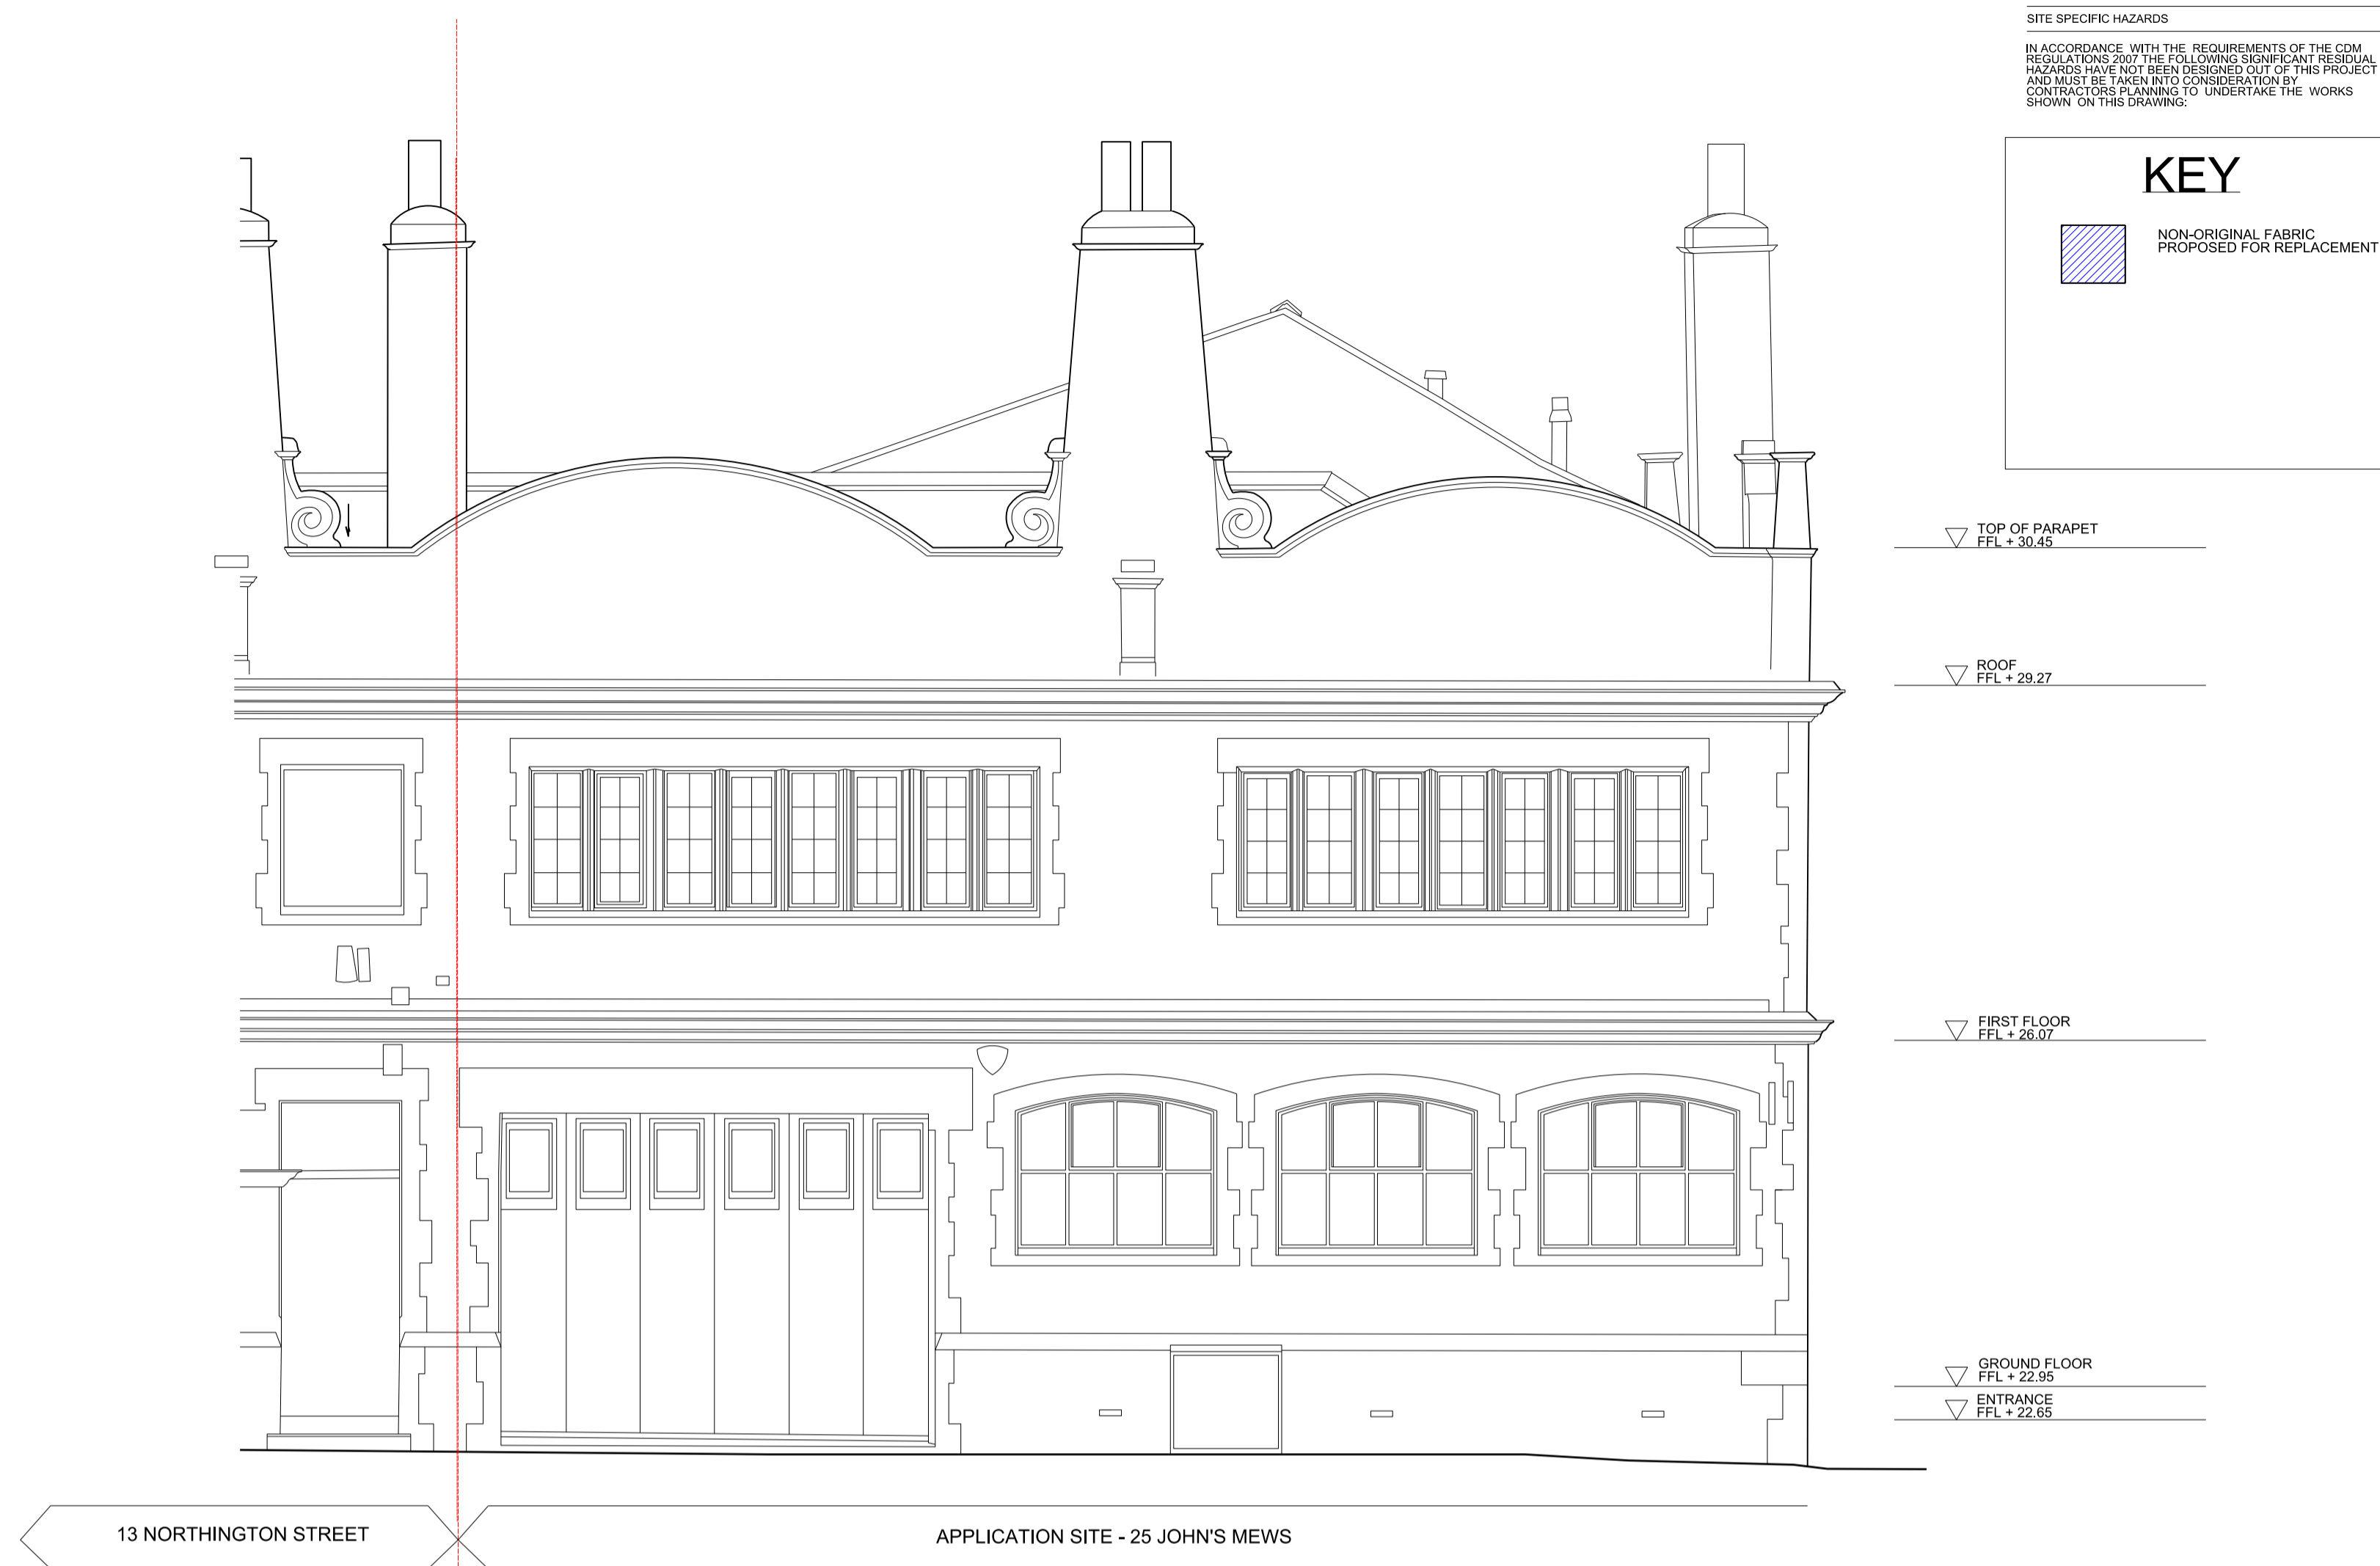 SITE SPECIFIC HAZARDS
IN ACCORDANCE WITH THE REQUIREMENTS OF THE CDM
REGULATIONS 2007 THE FOLLOWING SIGNIFICANT RESIDUAL
HAZARDS HAVE NOT BEEN DESIGNED OUT OF THIS PROJECT
AND MUST BE TAKEN INTO CONSIDERATION BY
CONTRACTORS PLANNING TO UNDERTAKE THE WORKS
SHOWN ON THIS DRAWING:
KEY
NON-ORIGINAL FABRIC
PROPOSED FOR REPLACEMENT
TOP OF PARAPET
FFL + 30.45
ROOF
FFL + 29.27
FIRST FLOOR
FFL + 26.07
GROUND FLOOR
FFL + 22.95
ENTRANCE
FFL + 22.65
13 NORTHINGTON STREET
APPLICATION SITE - 25 JOHN'S MEWS